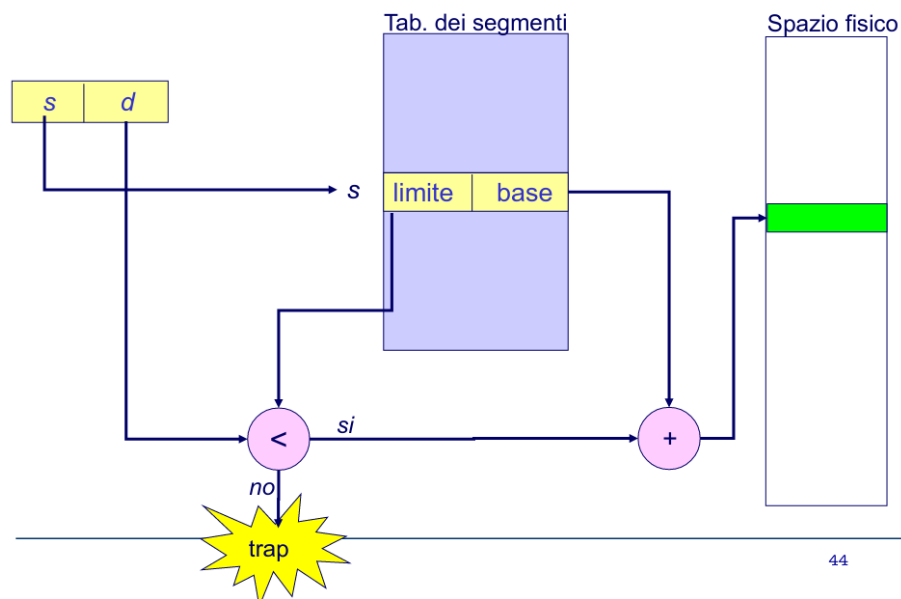 Tab. dei segmenti
Spazio fisico
s d
s
limite base
<
si
+
no
trap
44